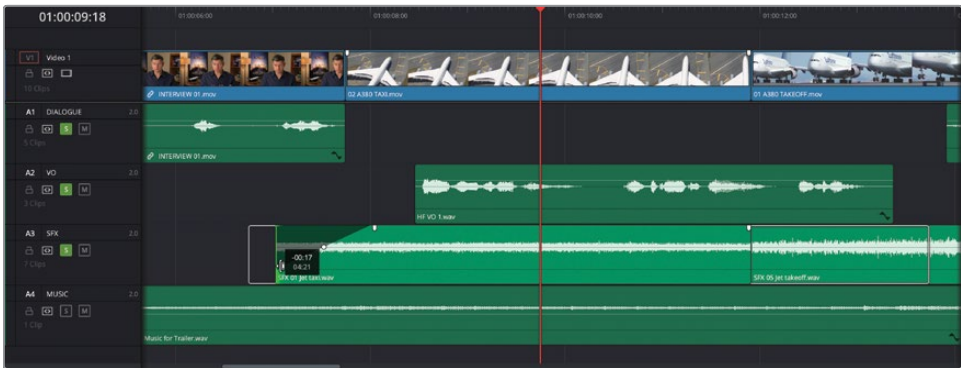 01:00:09:18
01:00:06:00 01:00:08:00 01:00:10:00 01:00:12:00
V1 Video 1
10 Clips
INTERVIEW 01.mov
02 A380 TAXI.mov
01 A380 TAKEOFF.mov
A1 DIALOGUE 2.0
S M
5 Clips
INTERVIEW 01.mov
A2 VO 2.0
S M
3 Clips
HF VO 1.wav
A3 SFX 2.0
S M
7 Clips
-00:17
04:21
SFX 01 Jet taxi.wav
SFX 05 Jet takeoff.wav
A4 MUSIC 2.0
S M
1 Clip
Music for Trailer.wav